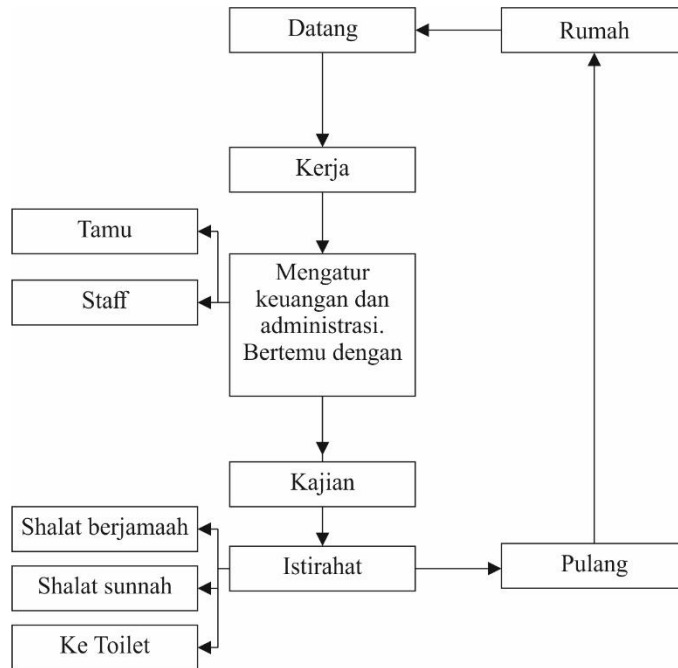 Datang
Rumah
Kerja
Tamu
Staff
Mengatur
keuangan dan
administrasi.
Bertemu dengan
Kajian
Shalat berjamaah
Shalat sunnah
Ke Toilet
Istirahat
Pulang